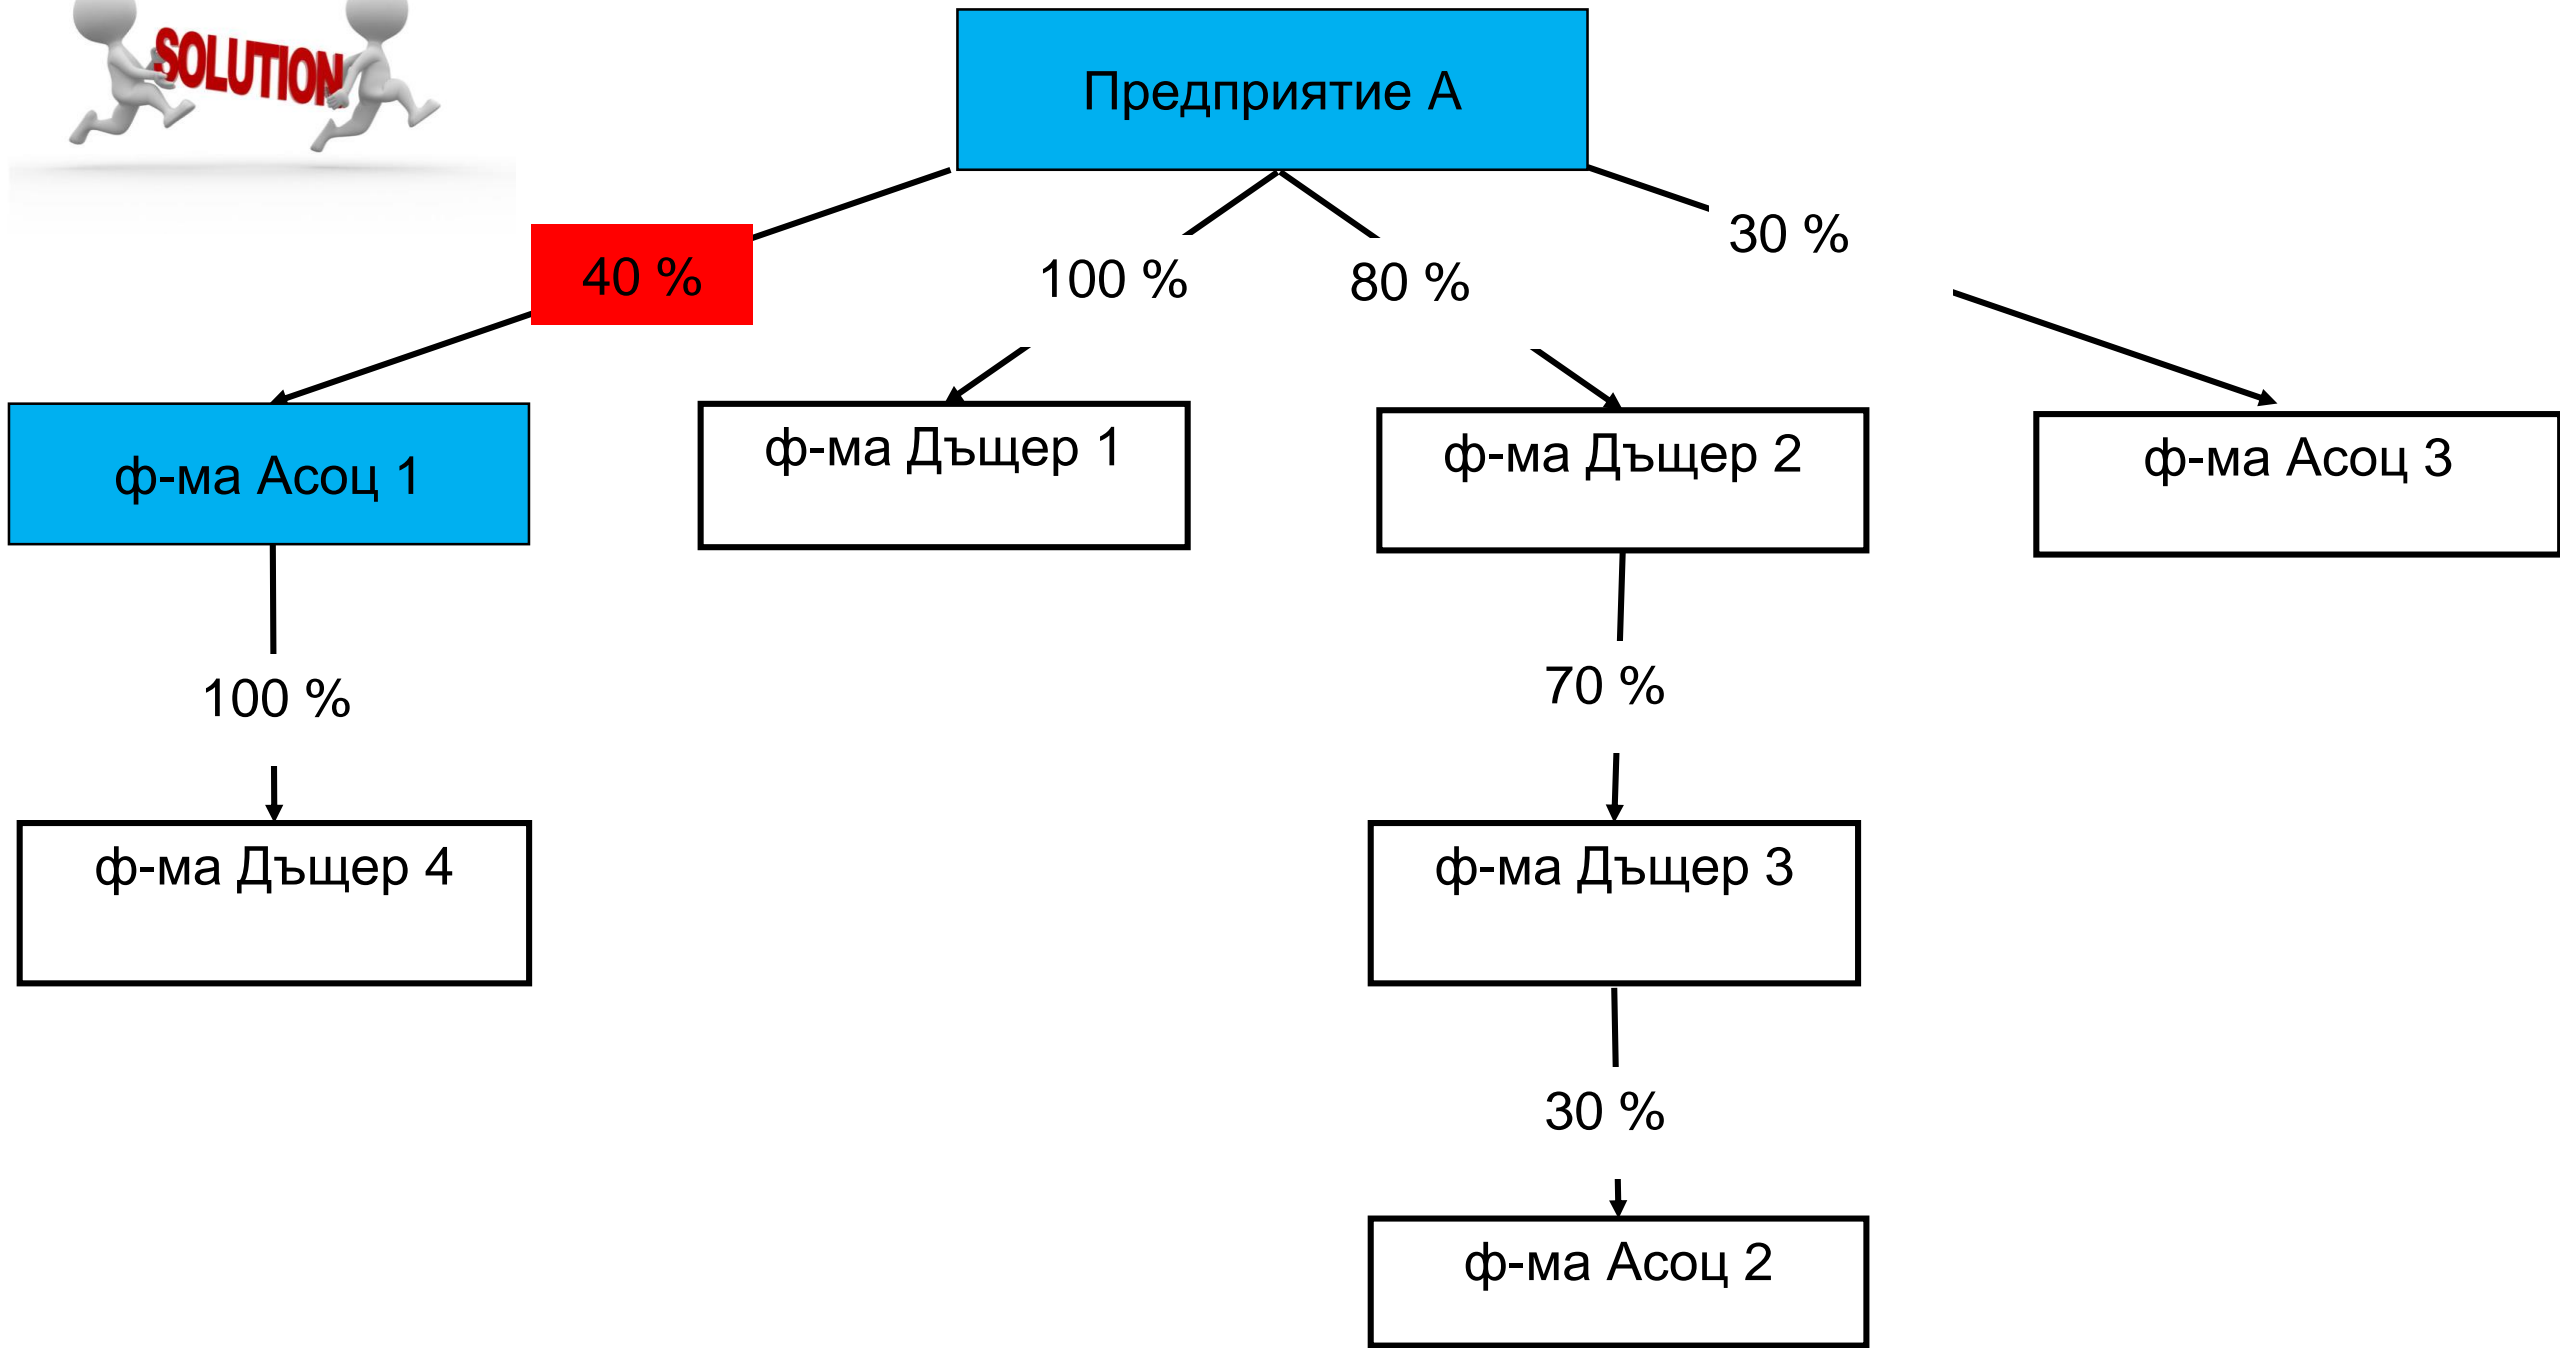 SOLUTION
Предприятие А
40 %
100 %
80 %
30 %
ф-ма Асоц 1
ф-ма Дъщер 1
ф-ма Дъщер 2
ф-ма Асоц 3
100 %
70 %
ф-ма Дъщер 4
ф-ма Дъщер 3
30 %
ф-ма Асоц 2